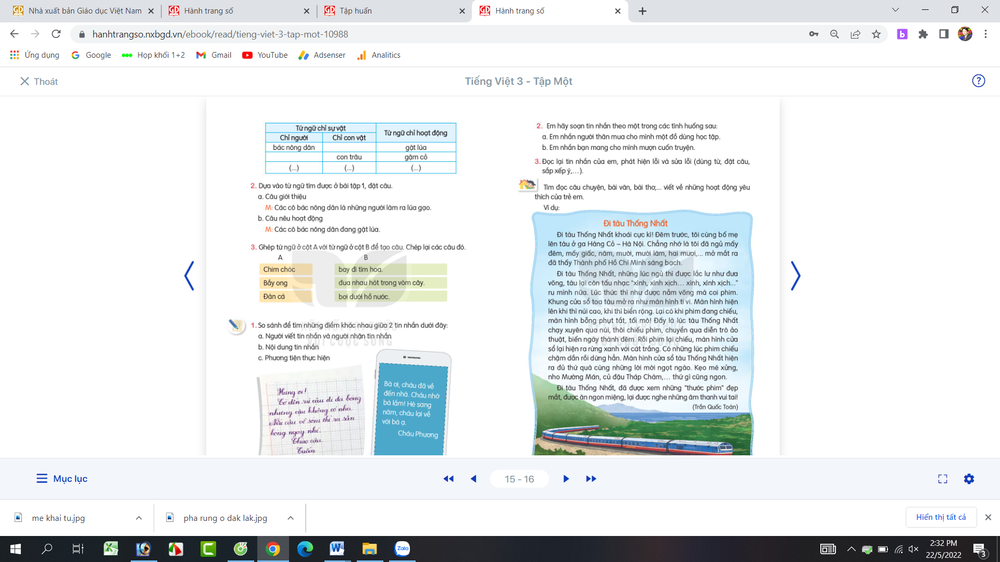 Nhà xuất bản Giáo dục Việt Nam
Hành trang số
Tập huấn
Hành trang số
hanhtrangso.nxbgd.vn/ebook/read/tieng-viet-3-tap-mot-10988
Ứng dụng
Google
Họp khối 1+2
Gmail
YouTube
Adsenser
Analitics
Thoát
Tiếng Việt 3 - Tập Một
Từ ngữ chỉ sự vật
Từ ngữ chỉ hoạt động
Chỉ người
Chỉ con vật
bác nông dân
gặt lúa
con trâu
gặm cỏ
(...)
(...)
(...)
2. Dựa vào từ ngữ tìm được ở bài tập 1, đặt câu.
a. Câu giới thiệu
M: Các cô bác nông dân là những người làm ra lúa gạo.
b. Câu nêu hoạt động
M: Các cô bác nông dân đang gặt lúa.
3. Ghép từ ngữ ở cột A với từ ngữ ở cột B để tạo câu. Chép lại các câu đó.
A
B
Chim chóc
bay đi tìm hoa.
Bầy ong
đua nhau hót trong vòm cây.
Đàn cá
bơi dưới hồ nước.
1. So sánh để tìm những điểm khác nhau giữa 2 tin nhắn dưới đây:
a. Người viết tin nhắn và người nhận tin nhắn
b. Nội dung tin nhắn
c. Phương tiện thực hiện
KẾT NỐI TRI THỨC
VỚI CUỘC SỐNG
Hùng ơi!
Tớ đến rủ cậu đi đá bóng
nhưng cậu không có nhà
Nếu cậu về sớm thì ra sân
bóng ngay nhé.
Chào cậu.
Tuấn
Bà ơi, cháu đã về
đến nhà. Cháu nhớ
bà lắm! Hè sang
năm, cháu lại về
với bà ạ.
Cháu Phương
2. Em hãy soạn tin nhắn theo một trong các tình huống sau:
a. Em nhắn người thân mua cho mình một đồ dùng học tập.
b. Em nhắn bạn mang cho mình mượn cuốn truyện.
3. Đọc lại tin nhắn của em, phát hiện lỗi và sửa lỗi (dùng từ, đặt câu,
sắp xếp ý,...).
Tìm đọc câu chuyện, bài văn, bài thơ,... viết về những hoạt động yêu
thích của trẻ em.
Ví dụ:
Đi tàu Thống Nhất
Đi tàu Thống Nhất khoái cực kì! Đêm trước, tôi cùng bố mẹ
lên tàu ở ga Hàng Cỏ – Hà Nội. Chẳng nhớ là tôi đã ngủ mấy
đêm, mấy giấc, năm, mười, mười lăm, hai mươi,... mở mắt ra
đã thấy Thành phố Hồ Chí Minh sáng bạch.
Đi tàu Thống Nhất, những lúc ngủ thì được lắc lư như đưa
võng, tàu lại còn tấu nhạc "xình, xình xịch... xình, xình xịch..."
ru mình nữa. Lúc thức thì như được nằm võng mà coi phim.
Khung cửa sổ toa tàu mở ra như màn hình ti vi. Màn hình hiện
lên khi thì núi cao, khi thì biển rộng. Lại có khi phim đang chiếu,
màn hình bỗng phụt tắt, tối mò! Đấy là lúc tàu Thống Nhất
chạy xuyên qua núi, thôi chiếu phim, chuyển qua diễn trò ảo
thuật, biến ngày thành đêm. Rồi phim lại chiếu, màn hình cửa
sổ lại hiện ra rừng xanh với cát trắng. Có những lúc phim chiếu
chậm dần rồi dừng hẳn. Màn hình cửa sổ tàu Thống Nhất hiện
ra đủ thứ quà cùng những lời mời ngọt ngào. Kẹo mè xửng,
nho Mường Mán, củ đậu Tháp Chàm,... thứ gì cũng ngon.
Đi tàu Thống Nhất, đã được xem những "thước phim" đẹp
mắt, được ăn ngon miệng, lại được nghe những âm thanh vui tai!
(Trần Quốc Toàn)
Mục lục
15 - 16
me khai tu.jpg
pha rung o dak lak.jpg
Hiển thị tất cả
Zalo
2:32 PM
22/5/2022
3